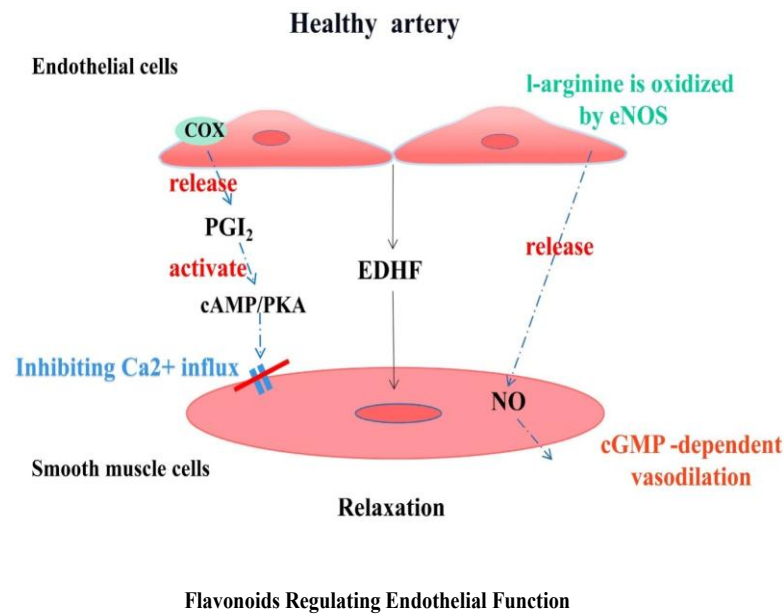 Healthy artery
Endothelial cells
l-arginine is oxidized
by eNOS
COX
release
PGI₂
activate
EDHF
release
cAMP/PKA
Inhibiting Ca2+ influx
NO
cGMP -dependent
vasodilation
Smooth muscle cells
Relaxation
Flavonoids Regulating Endothelial Function